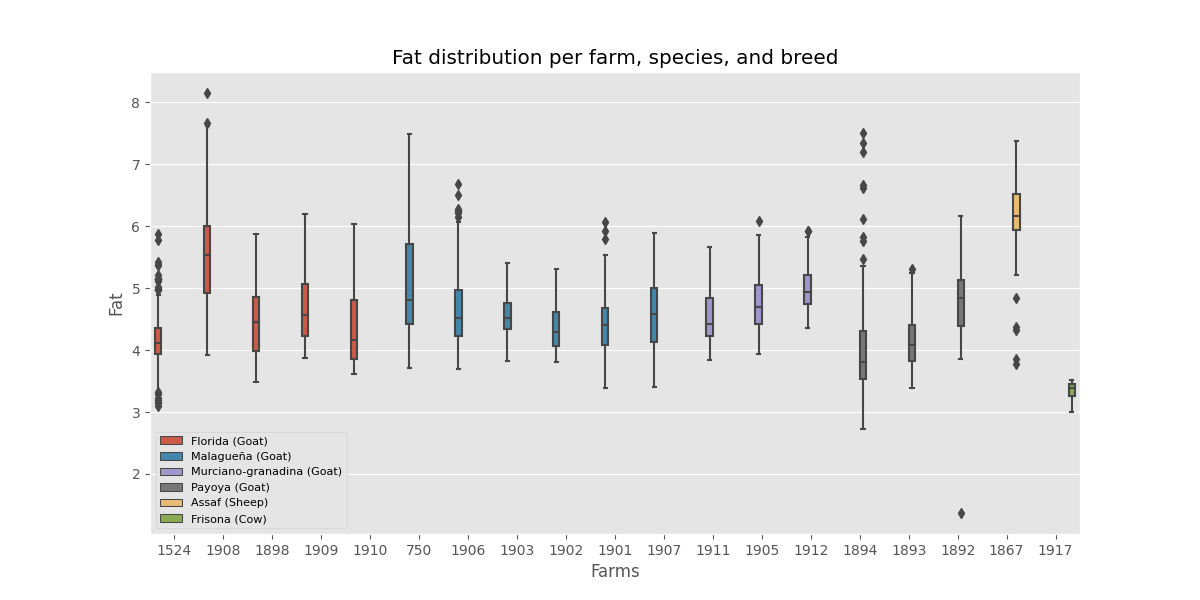 Fat distribution per farm, species, and breed
8
7
6
5
4
3
2
Fat
Florida (Goat)
Malagueña (Goat)
Murciano-granadina (Goat)
Payoya (Goat)
Assaf (Sheep)
Frisona (Cow)
1524 1908 1898 1909 1910 750 1906 1903 1902 1901 1907 1911 1905 1912 1894 1893 1892 1867 1917
Farms